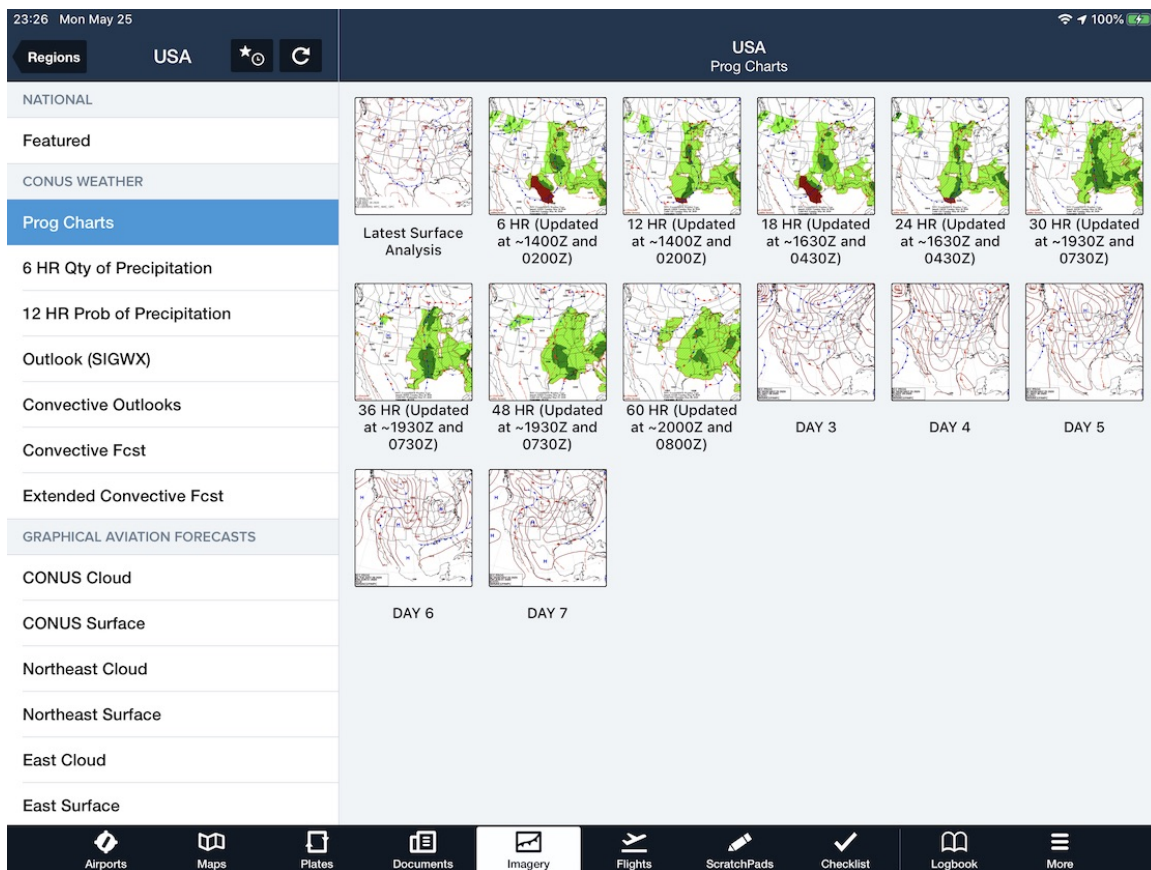 23:26 Mon May 25
100%
Regions
USA
USA
Prog Charts
NATIONAL
Featured
CONUS WEATHER
Prog Charts
6 HR Qty of Precipitation
12 HR Prob of Precipitation
Outlook (SIGWX)
Convective Outlooks
Convective Fcst
Extended Convective Fcst
GRAPHICAL AVIATION FORECASTS
CONUS Cloud
CONUS Surface
Northeast Cloud
Northeast Surface
East Cloud
East Surface
Latest Surface
Analysis
6 HR (Updated
at ~1400Z and
0200Z)
12 HR (Updated
at ~1400Z and
0200Z)
18 HR (Updated
at ~1630Z and
0430Z)
24 HR (Updated
at ~1630Z and
0430Z)
30 HR (Updated
at ~1930Z and
0730Z)
36 HR (Updated
at ~1930Z and
0730Z)
48 HR (Updated
at ~1930Z and
0730Z)
60 HR (Updated
at ~2000Z and
0800Z)
DAY 3
DAY 4
DAY 5
DAY 6
DAY 7
Airports
Maps
Plates
Documents
Imagery
Flights
ScratchPads
Checklist
Logbook
More